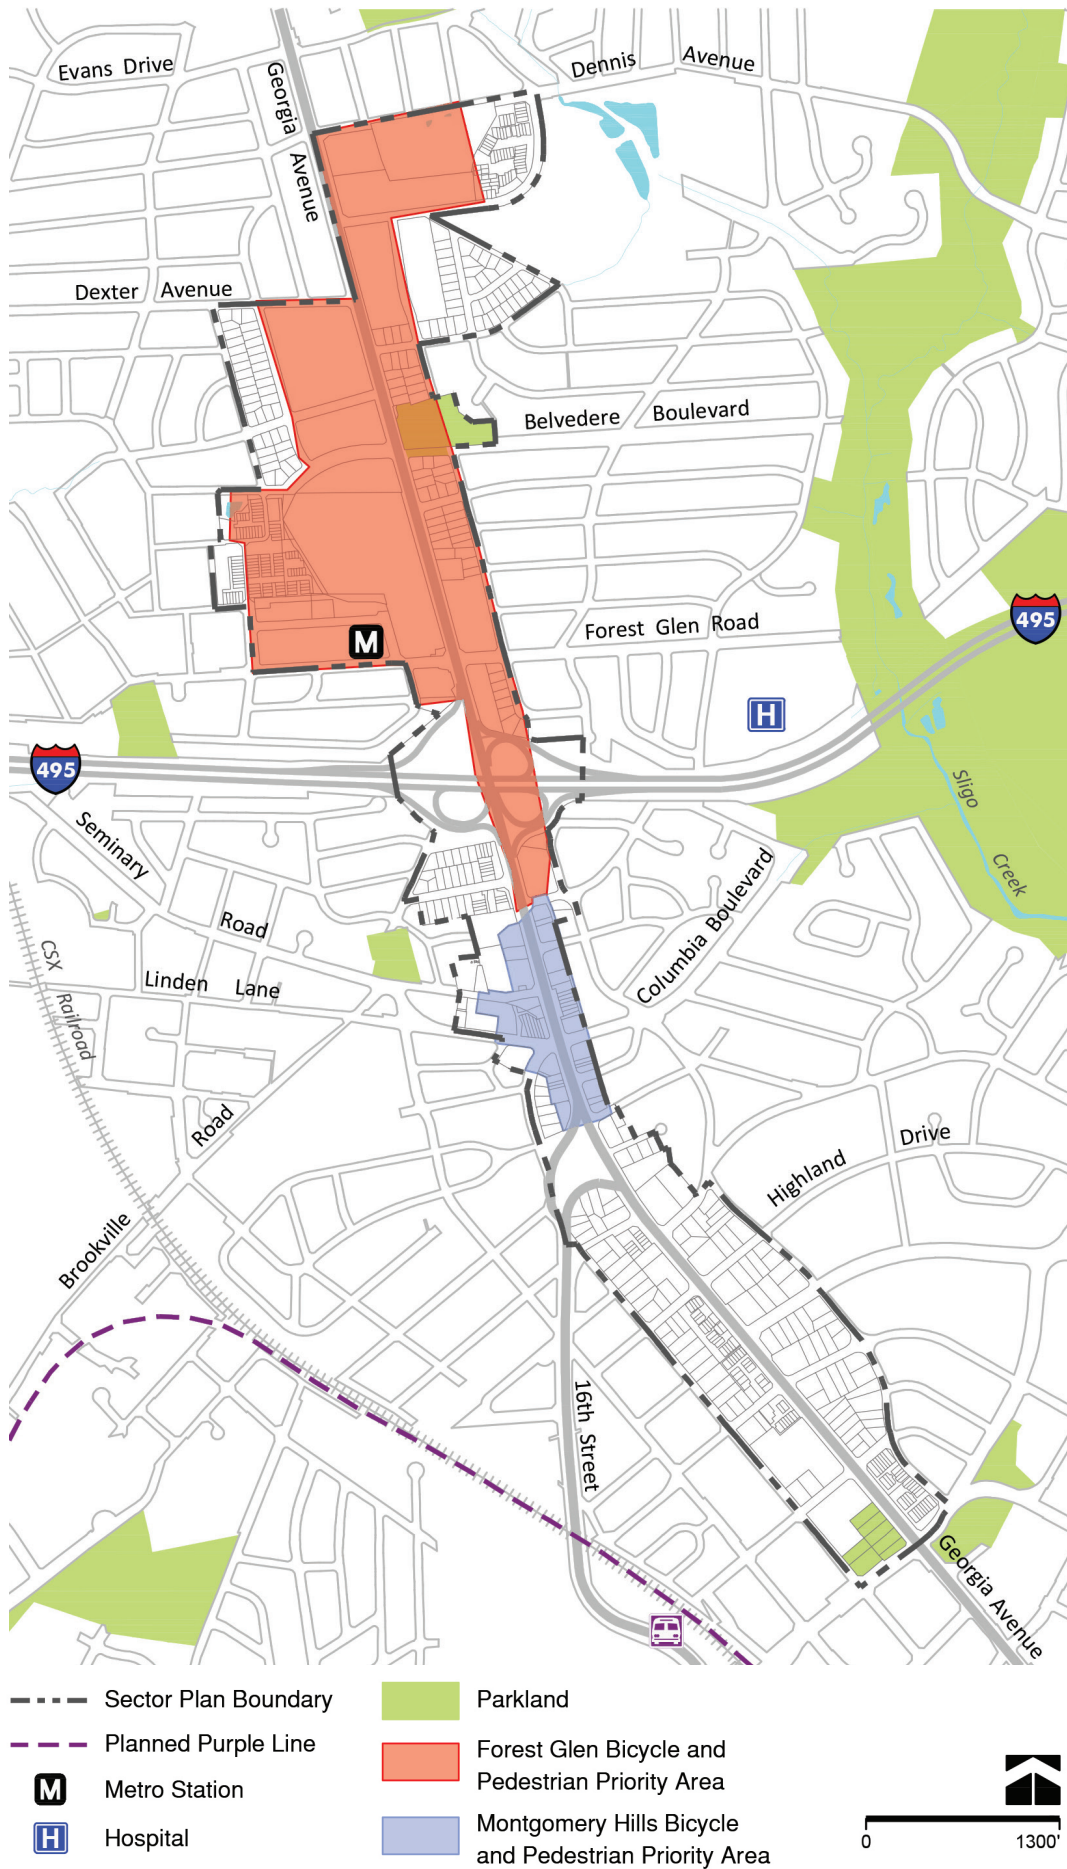 Evans Drive
Georgia
Avenue
Dennis Avenue
Dexter Avenue
Belvedere Boulevard
Forest Glen Road
M
H
495
495
Sligo
Creek
Seminary
Road
Columbia Boulevard
CSX
Railroad
Linden Lane
Road
Brookville
Highland
Drive
16th Street
Georgia Avenue
Sector Plan Boundary
Planned Purple Line
M Metro Station
H Hospital
Parkland
Forest Glen Bicycle and
Pedestrian Priority Area
Montgomery Hills Bicycle
and Pedestrian Priority Area
0 1300'